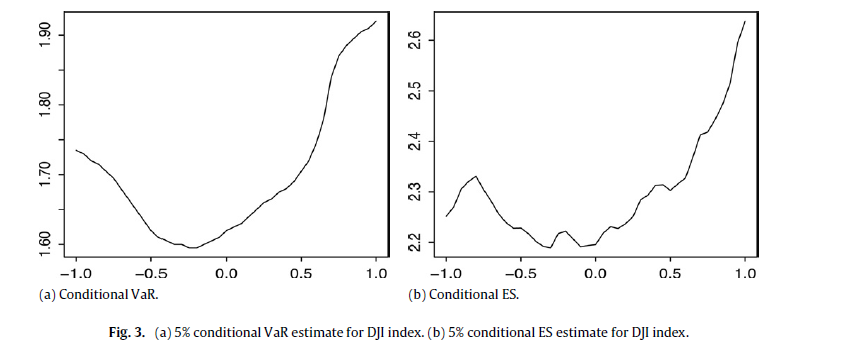 1.90
1.80
1.70
1.60
−1.0 −0.5 0.0 0.5 1.0
(a) Conditional VaR.
2.6
2.5
2.4
2.3
2.2
−1.0 −0.5 0.0 0.5 1.0
(b) Conditional ES.
Fig. 3. (a) 5% conditional VaR estimate for DJI index. (b) 5% conditional ES estimate for DJI index.